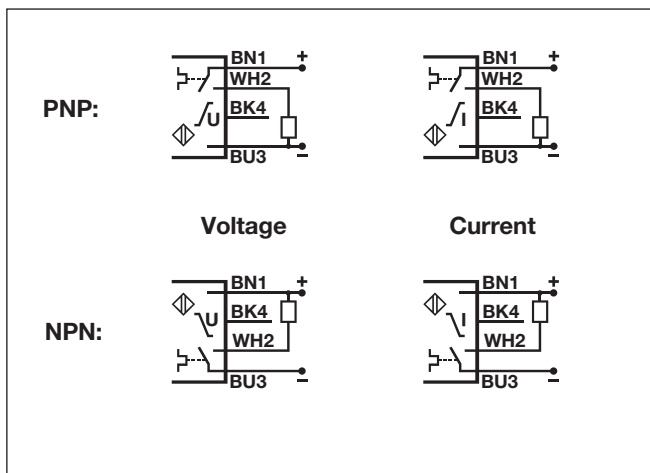 BN1 + BN1 +
WH2 WH2
PNP: BK4 BK4
U I
BU3 – BU3 –
Voltage Current
BN1 + BN1 +
U BK4 I BK4
NPN: WH2 WH2
BU3 – BU3 –